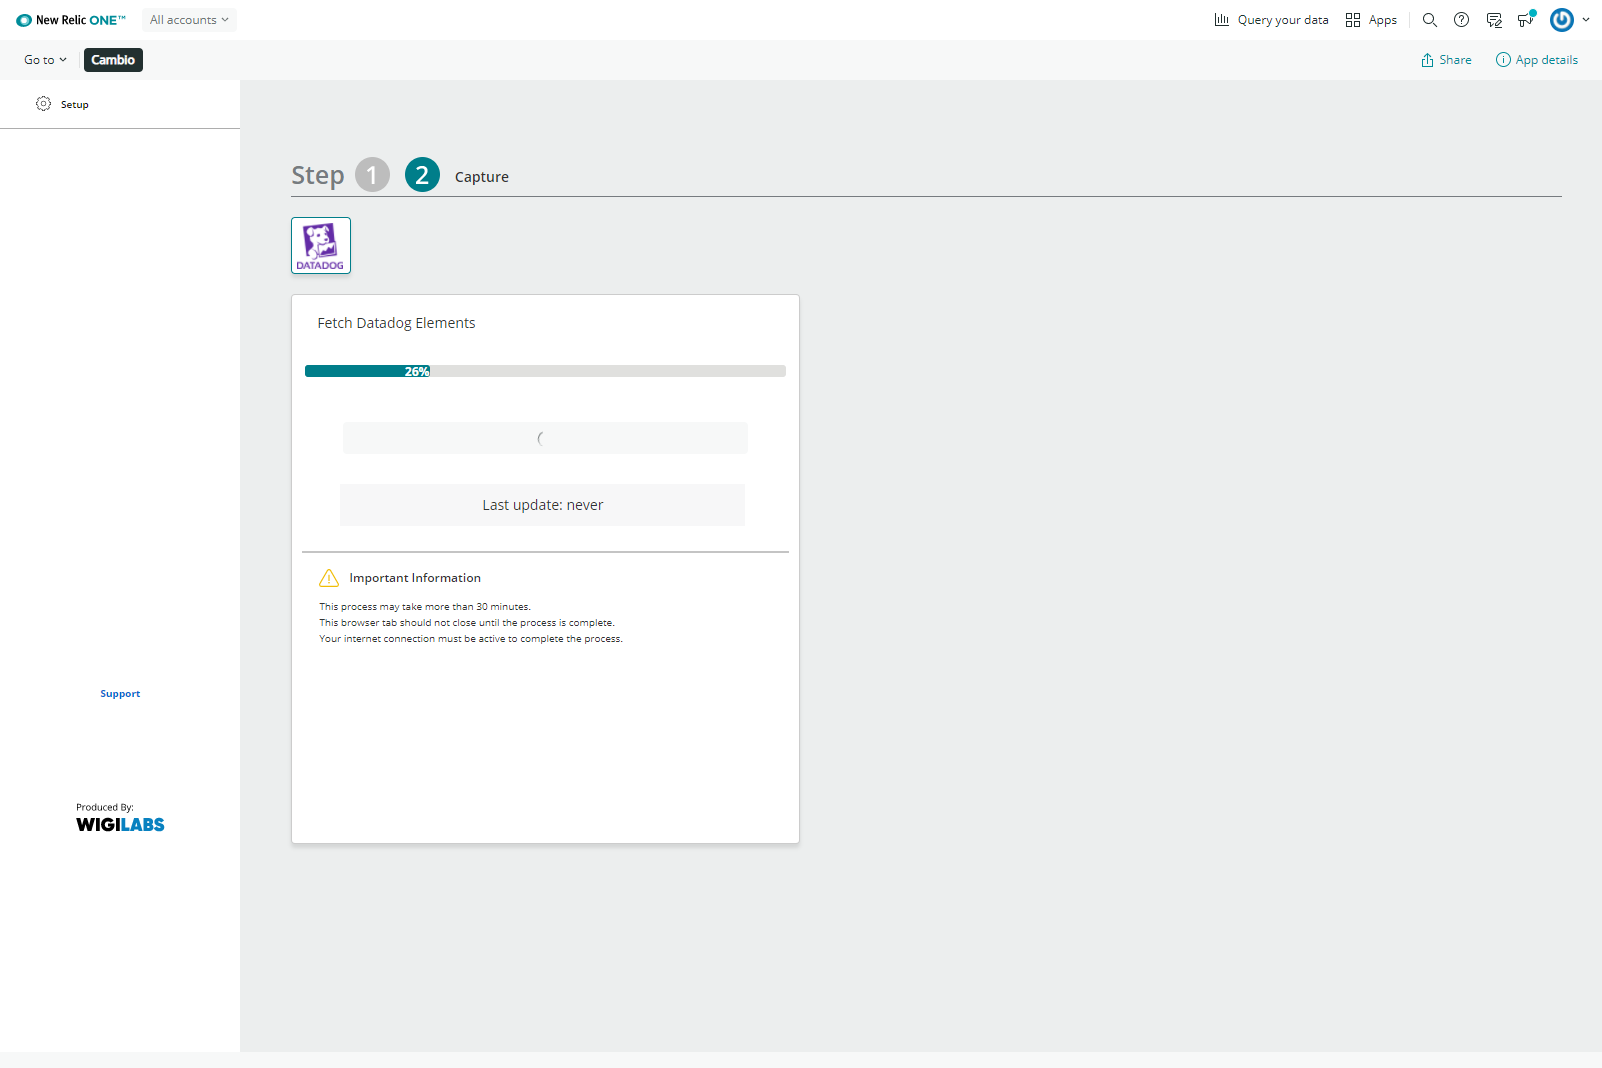 New Relic ONE™ All accounts Query your data Apps
Go to Cambio Share App details
Setup
Step 1 2 Capture
DATADOG
Fetch Datadog Elements
26%
Last update: never
Important Information
This process may take more than 30 minutes.
This browser tab should not close until the process is complete.
Your internet connection must be active to complete the process.
Support
Produced By:
WIGILABS